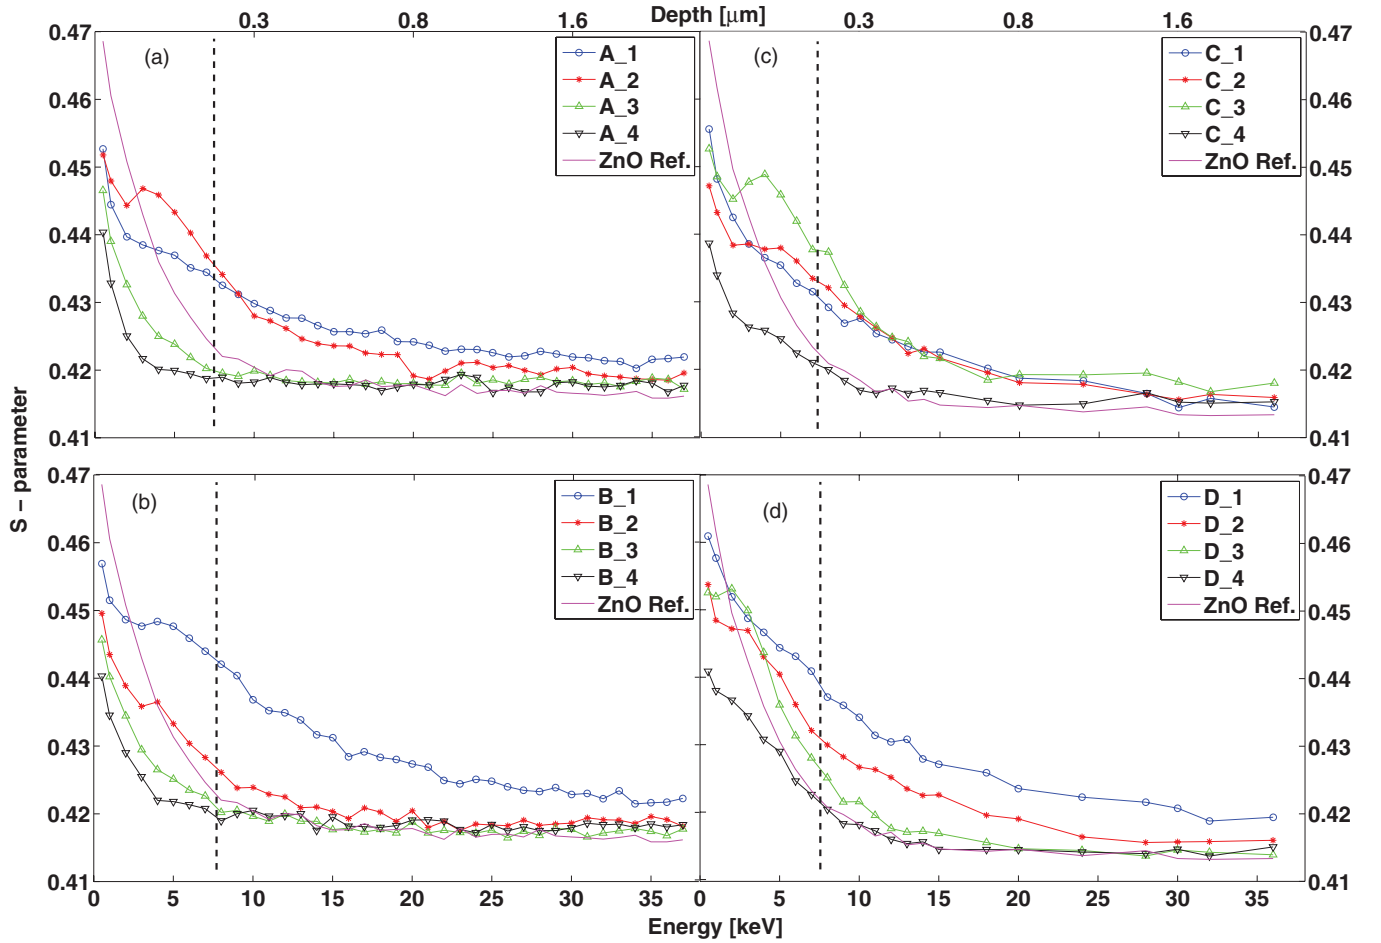 Depth [μm]
0.3 0.8 1.6 0.3 0.8 1.6
0.47 (a) A_1 (c) C_1 0.47
A_2 C_2
0.46 A_3 C_3 0.46
A_4 C_4
ZnO Ref. ZnO Ref.
0.45 0.45
0.44 0.44
0.43 0.43
0.42 0.42
0.41 0.41
S – parameter
0.47 (b) B_1 (d) D_1 0.47
B_2 D_2
0.46 B_3 D_3 0.46
B_4 D_4
ZnO Ref. ZnO Ref.
0.45 0.45
0.44 0.44
0.43 0.43
0.42 0.42
0.41 0.41
0 5 10 15 20 25 30 35 0 5 10 15 20 25 30 35
Energy [keV]